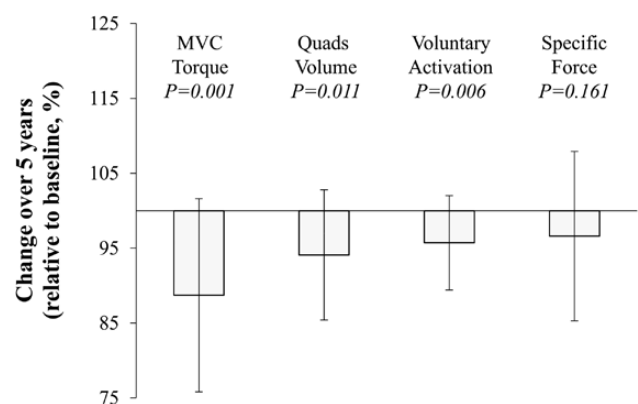 125
115
105
95
85
75
Change over 5 years
(relative to baseline, %)
MVC
Torque
P=0.001
Quads
Volume
P=0.011
Voluntary
Activation
P=0.006
Specific
Force
P=0.161